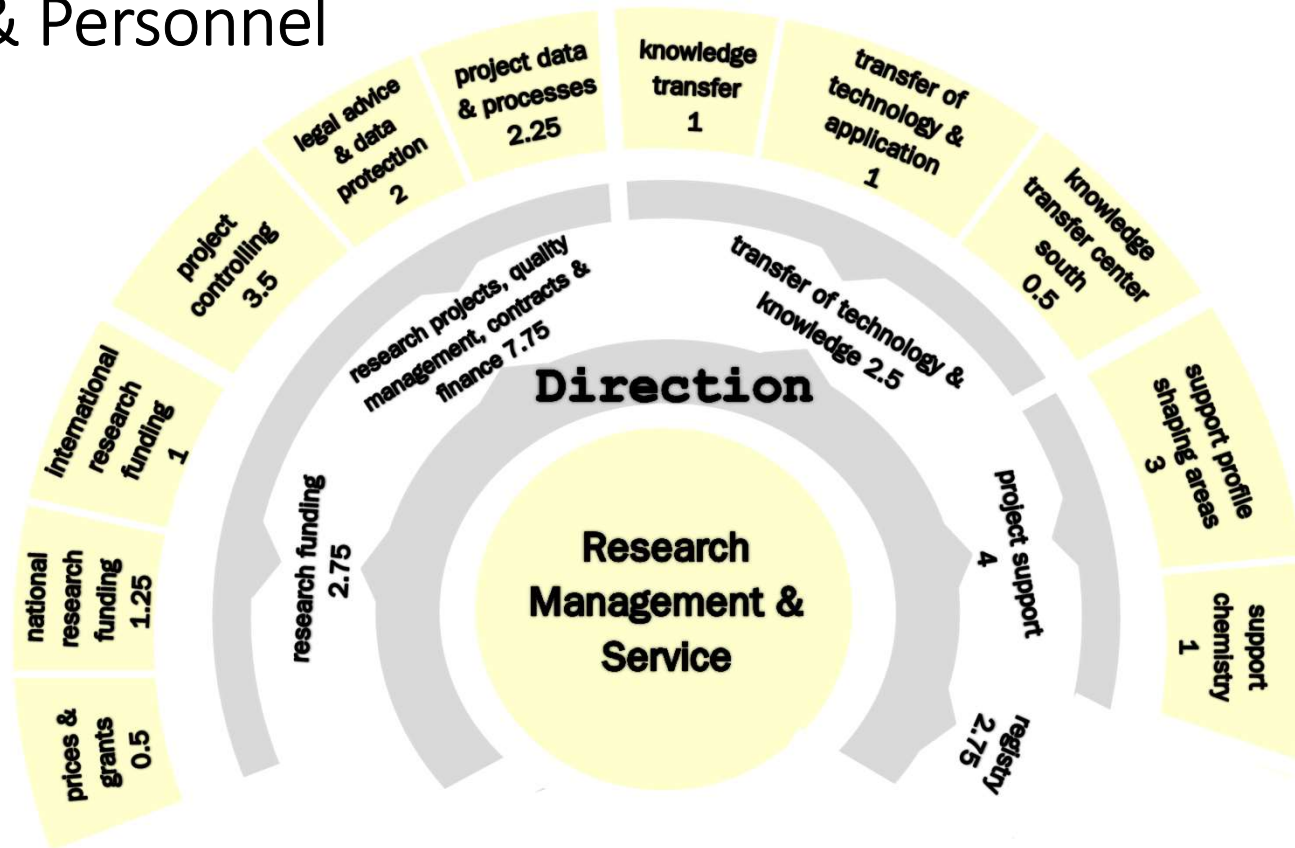 & Personnel
prices &
grants
0.5
national
research
funding
1.25
international
research
funding
1
project
controlling
3.5
legal advice
& data
protection
2
project data
& processes
2.25
knowledge
transfer
1
transfer of
technology &
application
1
knowledge
transfer center
south
0.5
support profile
shaping areas
3
support
chemistry
1
research funding
2.75
research projects, quality
management, contracts &
finance 7.75
transfer of technology &
knowledge 2.5
project support
4
registry
2.75
Direction
Research
Management &
Service